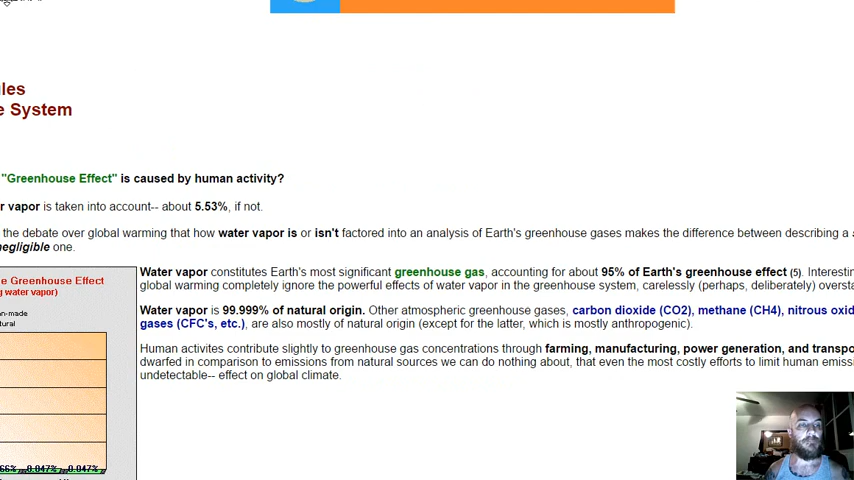 les
e System
"Greenhouse Effect" is caused by human activity?
r vapor is taken into account-- about 5.53%, if not.
the debate over global warming that how water vapor is or isn't factored into an analysis of Earth's greenhouse gases makes the difference between describing a
negligible one.
e Greenhouse Effect
g water vapor)
n-made
tural
66% 0.047% 0.047%
Water vapor constitutes Earth's most significant greenhouse gas, accounting for about 95% of Earth's greenhouse effect (5). Interestin
global warming completely ignore the powerful effects of water vapor in the greenhouse system, carelessly (perhaps, deliberately) oversta
Water vapor is 99.999% of natural origin. Other atmospheric greenhouse gases, carbon dioxide (CO2), methane (CH4), nitrous oxid
gases (CFC's, etc.), are also mostly of natural origin (except for the latter, which is mostly anthropogenic).
Human activites contribute slightly to greenhouse gas concentrations through farming, manufacturing, power generation, and transpo
dwarfed in comparison to emissions from natural sources we can do nothing about, that even the most costly efforts to limit human emiss
undetectable-- effect on global climate.